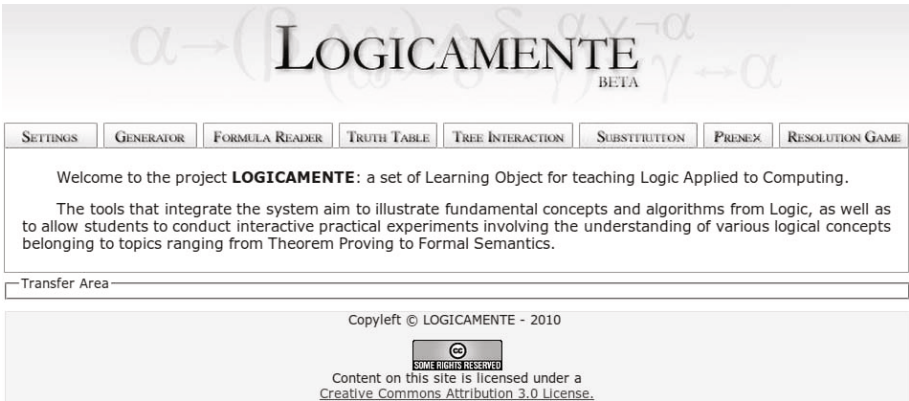 α→(β LOGICAMENTE γ↔α
BETA
SETTINGS GENERATOR FORMULA READER TRUTH TABLE TREE INTERACTION SUBSTITUTION PRENEX RESOLUTION GAME
Welcome to the project LOGICAMENTE: a set of Learning Object for teaching Logic Applied to Computing.
The tools that integrate the system aim to illustrate fundamental concepts and algorithms from Logic, as well as
to allow students to conduct interactive practical experiments involving the understanding of various logical concepts
belonging to topics ranging from Theorem Proving to Formal Semantics.
Transfer Area
Copyleft © LOGICAMENTE - 2010
cc
SOME RIGHTS RESERVED
Content on this site is licensed under a
Creative Commons Attribution 3.0 License.